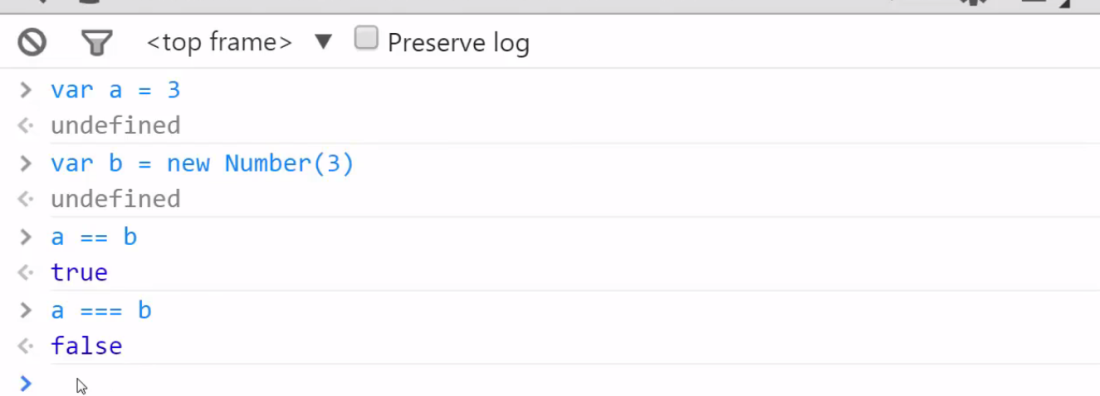 <top frame> ▼ Preserve log
> var a = 3
<· undefined
> var b = new Number(3)
<· undefined
> a == b
<· true
> a === b
<· false
>